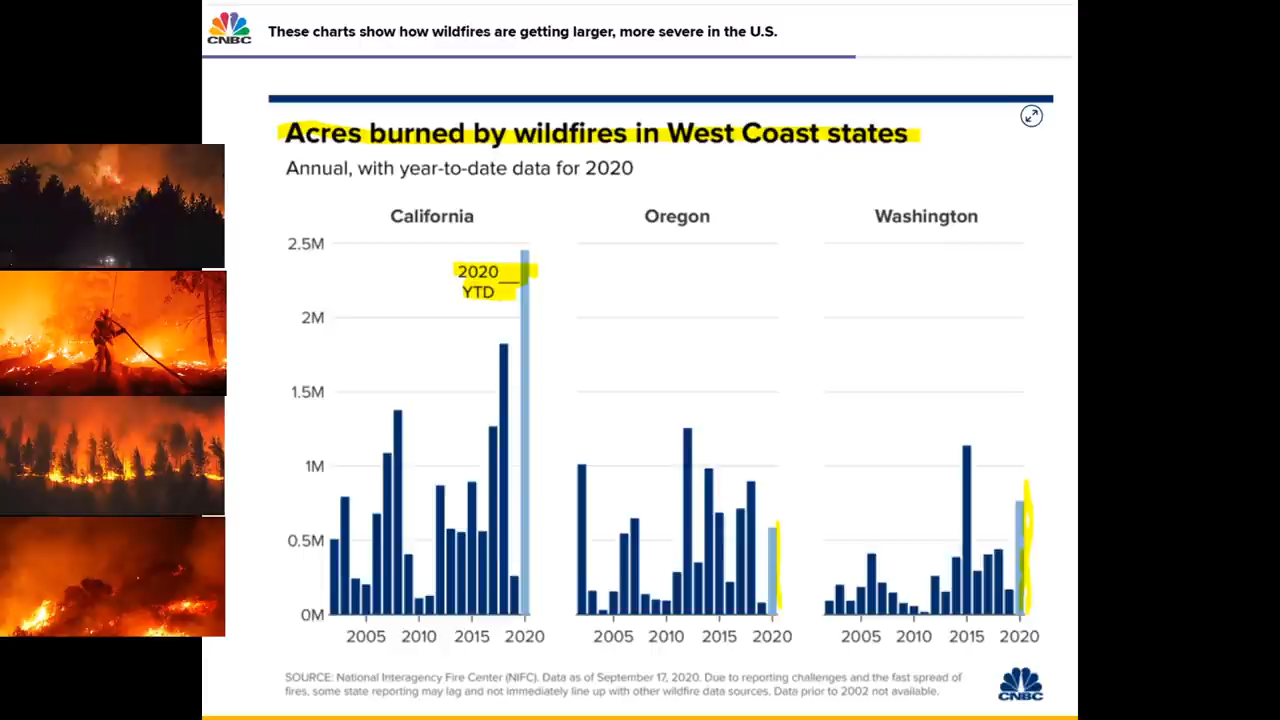 CNBC
These charts show how wildfires are getting larger, more severe in the U.S.
Acres burned by wildfires in West Coast states
Annual, with year-to-date data for 2020
California
Oregon
Washington
2.5M
2M
1.5M
1M
0.5M
0M
2020
YTD
2005 2010 2015 2020
2005 2010 2015 2020
2005 2010 2015 2020
SOURCE: National Interagency Fire Center (NIFC). Data as of September 17, 2020. Due to reporting challenges and the fast spread of
fires, some state reporting may lag and not immediately line up with other wildfire data sources. Data prior to 2002 not available.
CNBC